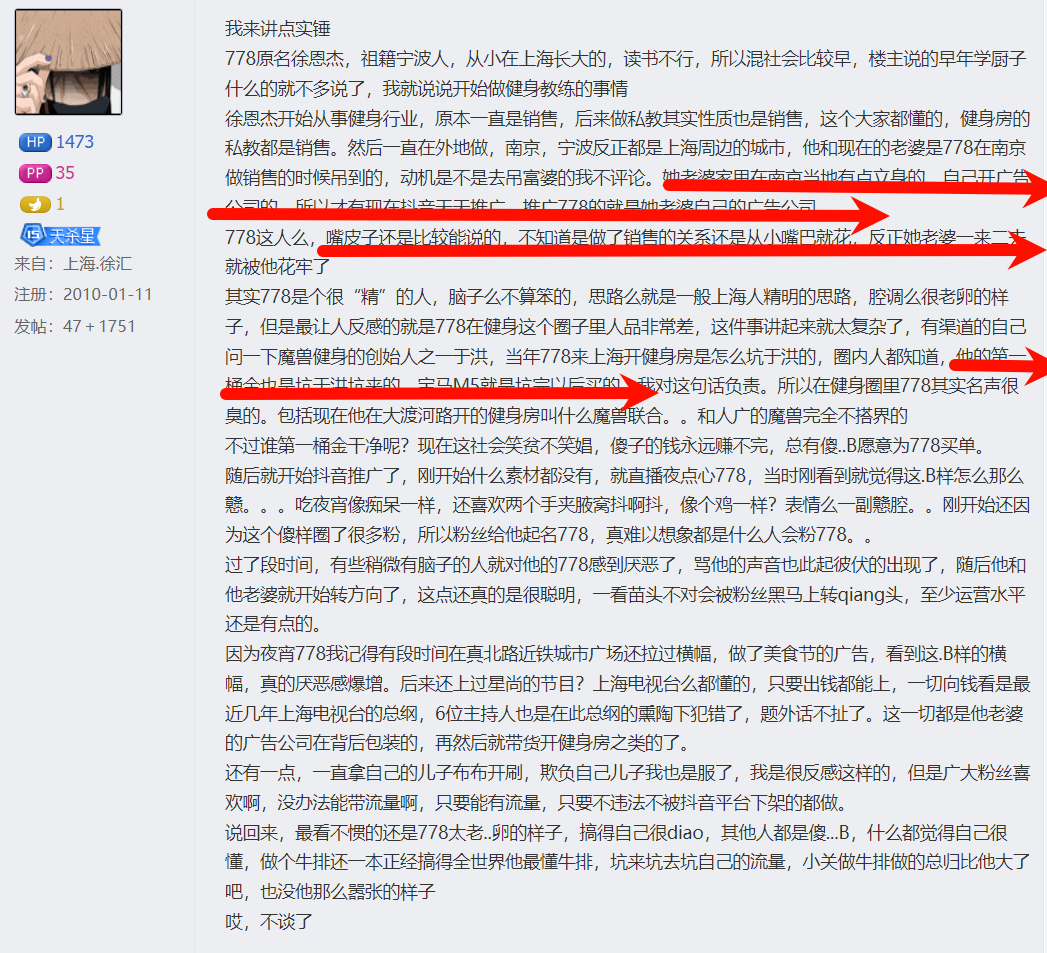 HP 1473
PP 35
1
15 天杀星
来自：上海.徐汇
注册：2010-01-11
发帖：47 + 1751
我来讲点实锤
778原名徐恩杰，祖籍宁波人，从小在上海长大的，读书不行，所以混社会比较早，楼主说的早年学厨子
什么的就不多说了，我就说说开始做健身教练的事情
徐恩杰开始从事健身行业，原本一直是销售，后来做私教其实性质也是销售，这个大家都懂的，健身房的
私教都是销售。然后一直在外地做，南京，宁波反正都是上海周边的城市，他和现在的老婆是778在南京
做销售的时候吊到的，动机是不是去吊富婆的我不评论。她老婆家里在南京当地有点立身的，自己开广告
公司的，所以才有现在抖音天天推广，推广778的就是她老婆自己的广告公司
778这人么，嘴皮子还是比较能说的，不知道是做了销售的关系还是从小嘴巴就花，反正她老婆一来二去
就被他花牢了
其实778是个很“精”的人，脑子么不算笨的，思路么就是一般上海人精明的思路，腔调么很老卵的样
子，但是最让人反感的就是778在健身这个圈子里人品非常差，这件事讲起来就太复杂了，有渠道的自己
问一下魔兽健身的创始人之一于洪，当年778来上海开健身房是怎么坑于洪的，圈内人都知道，他的第一
桶金也是坑于洪坑来的，宝马M5就是坑完以后买的，我对这句话负责。所以在健身圈里778其实名声很
臭的。包括现在他在大渡河路开的健身房叫什么魔兽联合。。和人广的魔兽完全不搭界的
不过谁第一桶金干净呢？现在这社会笑贫不笑娼，傻子的钱永远赚不完，总有傻..B愿意为778买单。
随后就开始抖音推广了，刚开始什么素材都没有，就直播夜点心778，当时刚看到就觉得这.B样怎么那么
戆。。。吃夜宵像痴呆一样，还喜欢两个手夹腋窝抖啊抖，像个鸡一样？表情么一副戆腔。。刚开始还因
为这个傻样圈了很多粉，所以粉丝给他起名778，真难以想象都是什么人会粉778。。
过了段时间，有些稍微有脑子的人就对他的778感到厌恶了，骂他的声音也此起彼伏的出现了，随后他和
他老婆就开始转方向了，这点还真的是很聪明，一看苗头不对会被粉丝黑马上转qiang头，至少运营水平
还是有点的。
因为夜宵778我记得有段时间在真北路近铁城市广场还拉过横幅，做了美食节的广告，看到这.B样的横
幅，真的厌恶感爆增。后来还上过星尚的节目？上海电视台么都懂的，只要出钱都能上，一切向钱看是最
近几年上海电视台的总纲，6位主持人也是在此总纲的熏陶下犯错了，题外话不扯了。这一切都是他老婆
的广告公司在背后包装的，再然后就带货开健身房之类的了。
还有一点，一直拿自己的儿子布布开刷，欺负自己儿子我也是服了，我是很反感这样的，但是广大粉丝喜
欢啊，没办法能带流量啊，只要能有流量，只要不违法不被抖音平台下架的都做。
说回来，最看不惯的还是778太老..卵的样子，搞得自己很diao，其他人都是傻...B，什么都觉得自己很
懂，做个牛排还一本正经搞得全世界他最懂牛排，坑来坑去坑自己的流量，小关做牛排做的总归比他大了
吧，也没他那么嚣张的样子
哎，不谈了